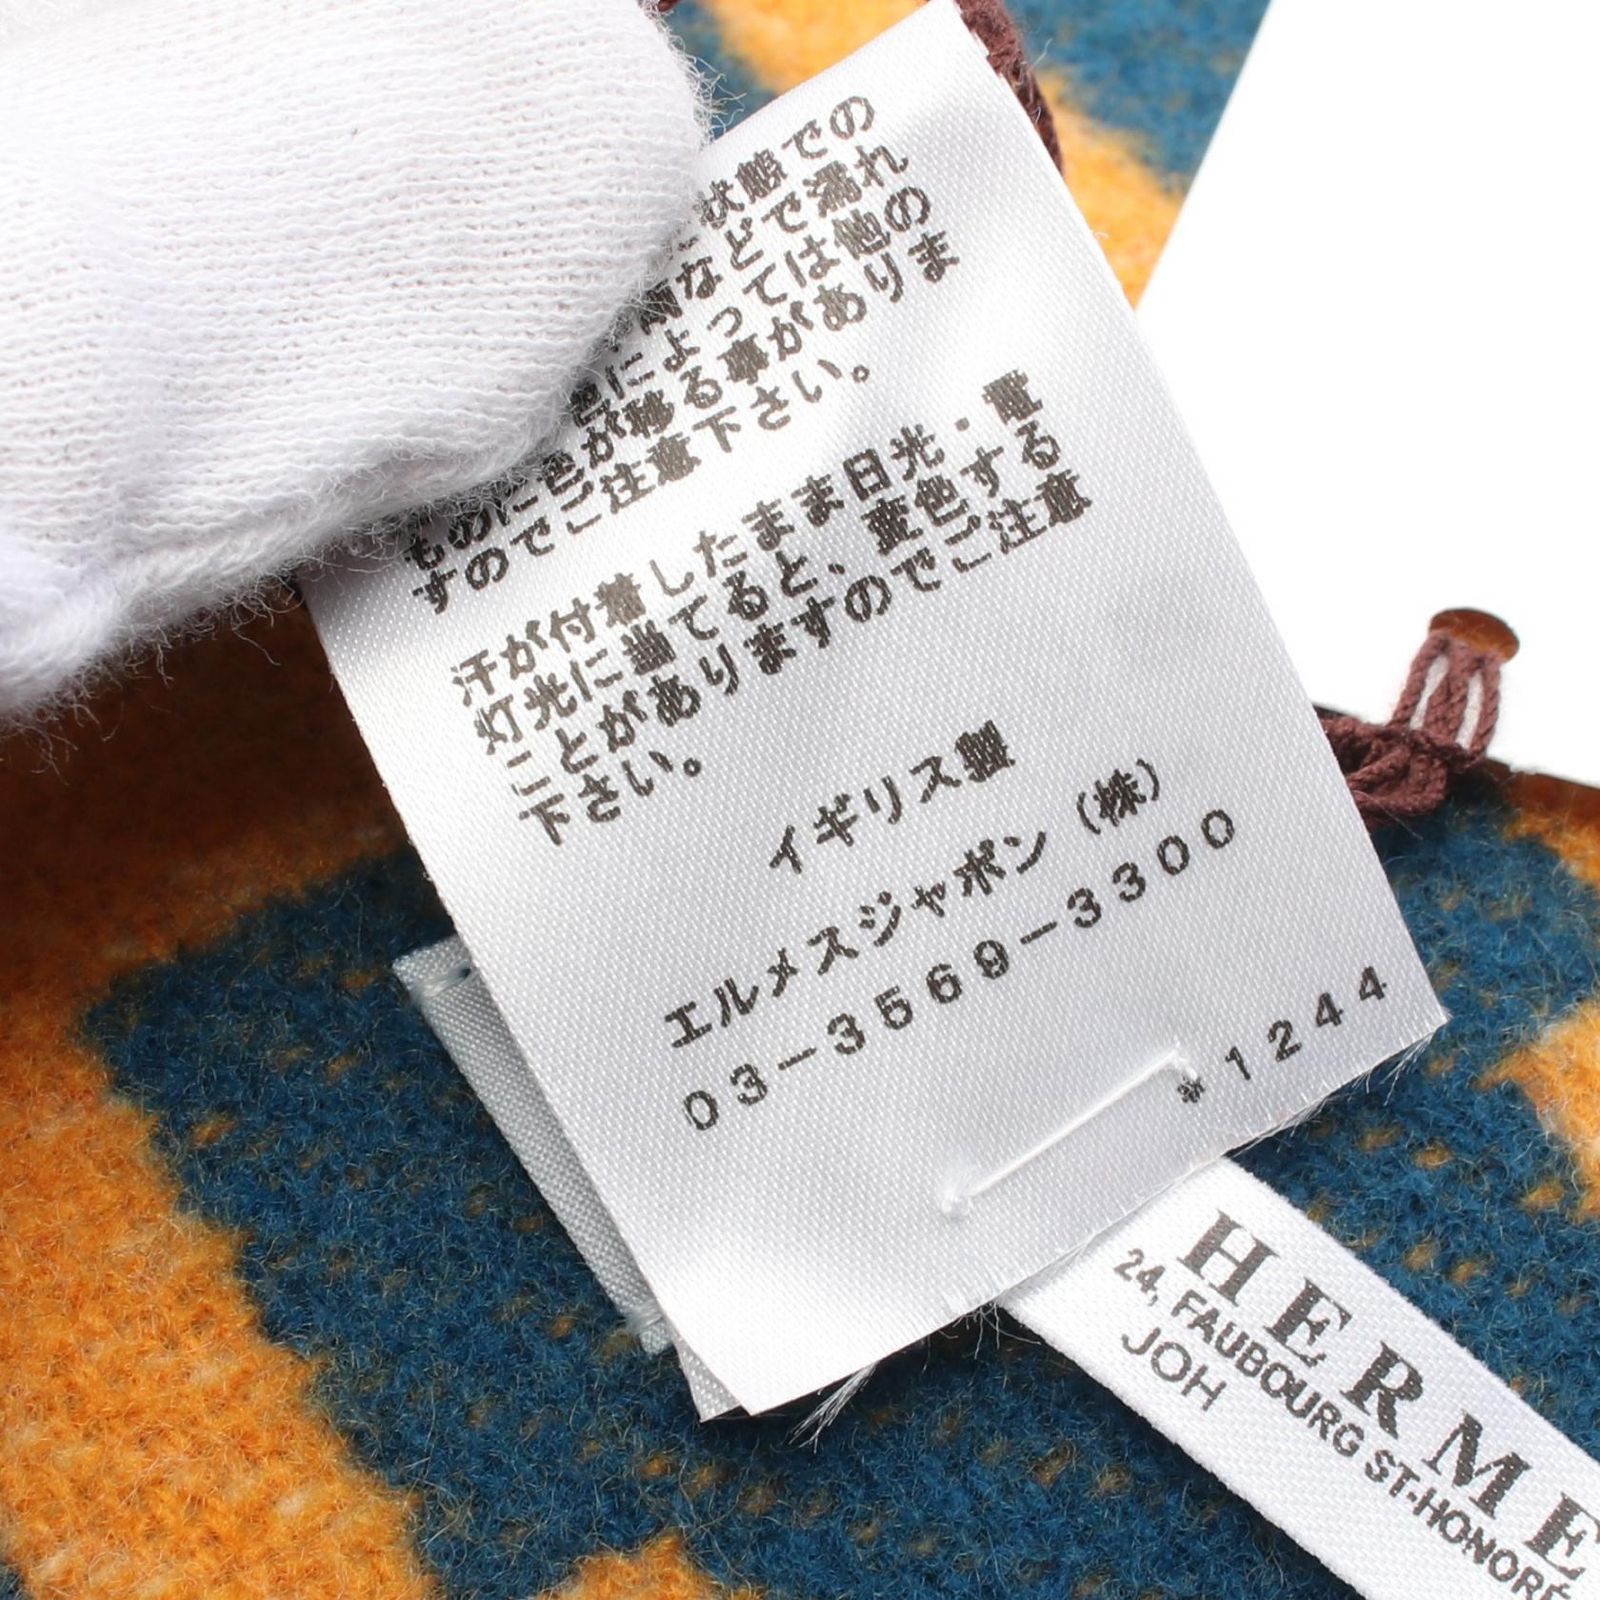 状態での
などで濡れ
によっては他の
ものに色が移る事がありま
すのでご注意下さい。
汗が付着したまま日光・電
灯光に当てると、変色する
ことがありますのでご注意
下さい。
イギリス製
エルメスジャポン（株）
03-3569-3300
*1244
HERME
24, FAUBOURG ST-HONORÉ
JOH